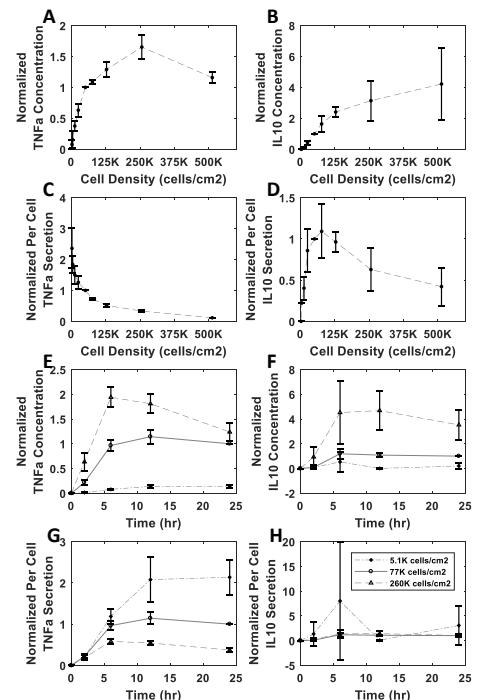 A
Normalized
TNFa Concentration
2
1.5
1
0.5
0
0 125K 250K 375K 500K
Cell Density (cells/cm2)
B
Normalized
IL10 Concentration
8
6
4
2
0
0 125K 250K 375K 500K
Cell Density (cells/cm2)
C
Normalized Per Cell
TNFa Secretion
4
3
2
1
0
0 125K 250K 375K 500K
Cell Density (cells/cm2)
D
Normalized Per Cell
IL10 Secretion
1.5
1
0.5
0
0 125K 250K 375K 500K
Cell Density (cells/cm2)
E
Normalized
TNFa Concentration
2.5
2
1.5
1
0.5
0
0 5 10 15 20 25
Time (hr)
F
Normalized
IL10 Concentration
8
6
4
2
0
-2
0 5 10 15 20 25
Time (hr)
G
Normalized Per Cell
TNFa Secretion
3
2
1
0
0 5 10 15 20 25
Time (hr)
H
Normalized Per Cell
IL10 Secretion
20
15
10
5
0
-5
0 5 10 15 20 25
Time (hr)
5.1K cells/cm2
77K cells/cm2
260K cells/cm2